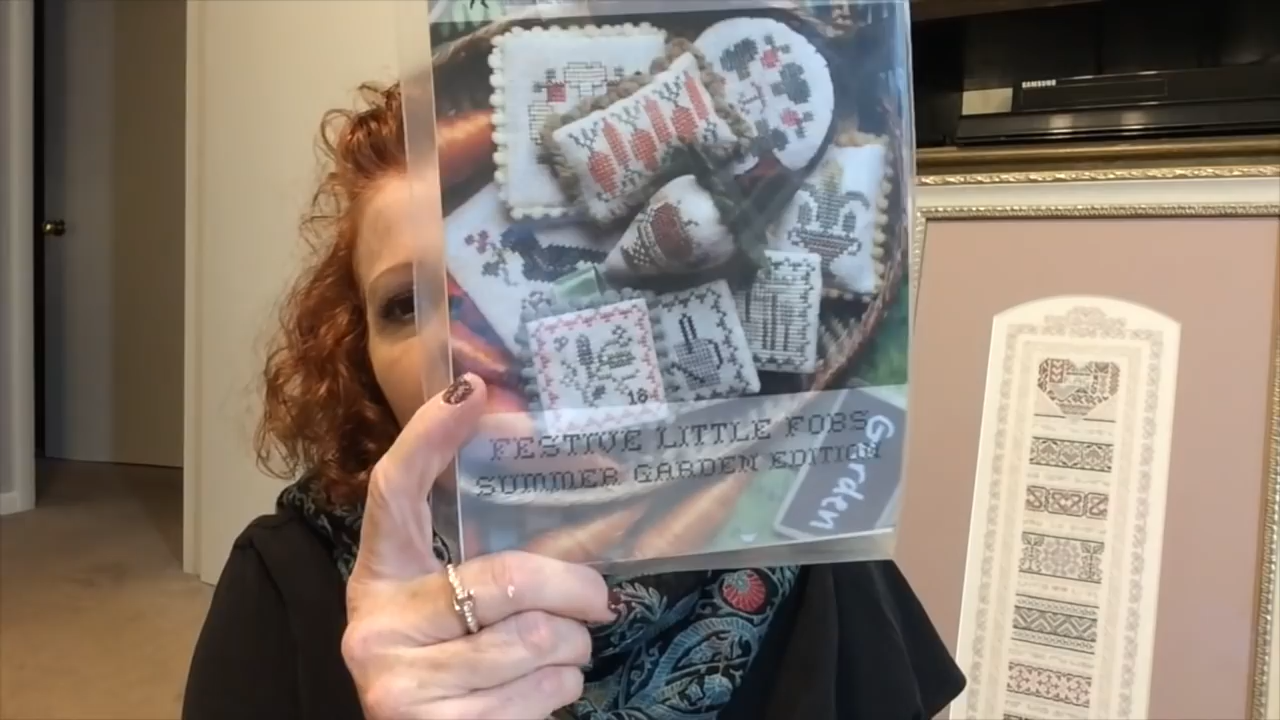 SAMSUNG
18
FESTIVE LITTLE FOBS
SUMMER GARDEN EDITION
Garden